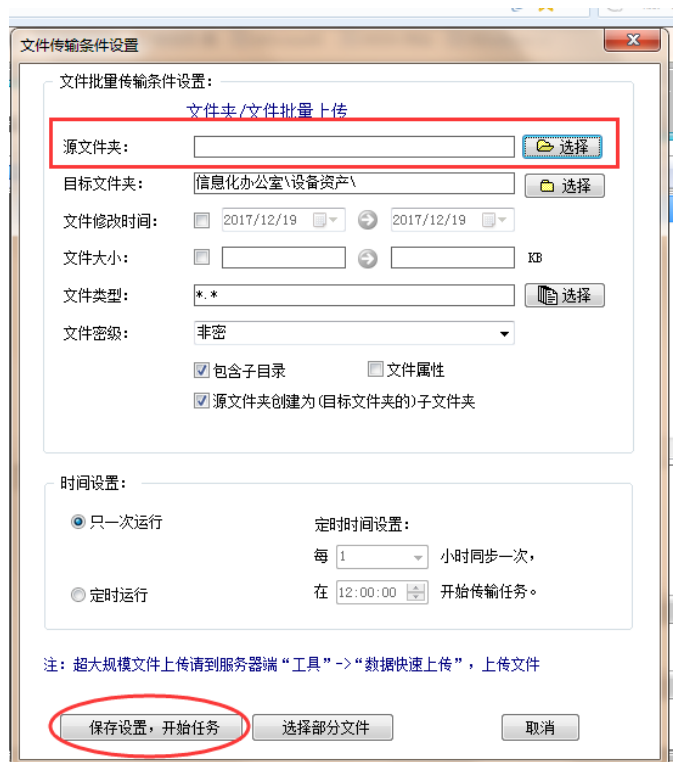 文件传输条件设置
文件批量传输条件设置：
文件夹/文件批量上传
源文件夹： 选择
目标文件夹： 信息化办公室\设备资产\ 选择
文件修改时间： 2017/12/19 2017/12/19
文件大小： KB
文件类型： *.* 选择
文件密级： 非密
包含子目录 文件属性
源文件夹创建为(目标文件夹的)子文件夹
时间设置：
只一次运行 定时时间设置：
每 1 小时同步一次，
定时运行 在 12:00:00 开始传输任务。
注：超大规模文件上传请到服务器端“工具”->“数据快速上传”，上传文件
保存设置，开始任务 选择部分文件 取消